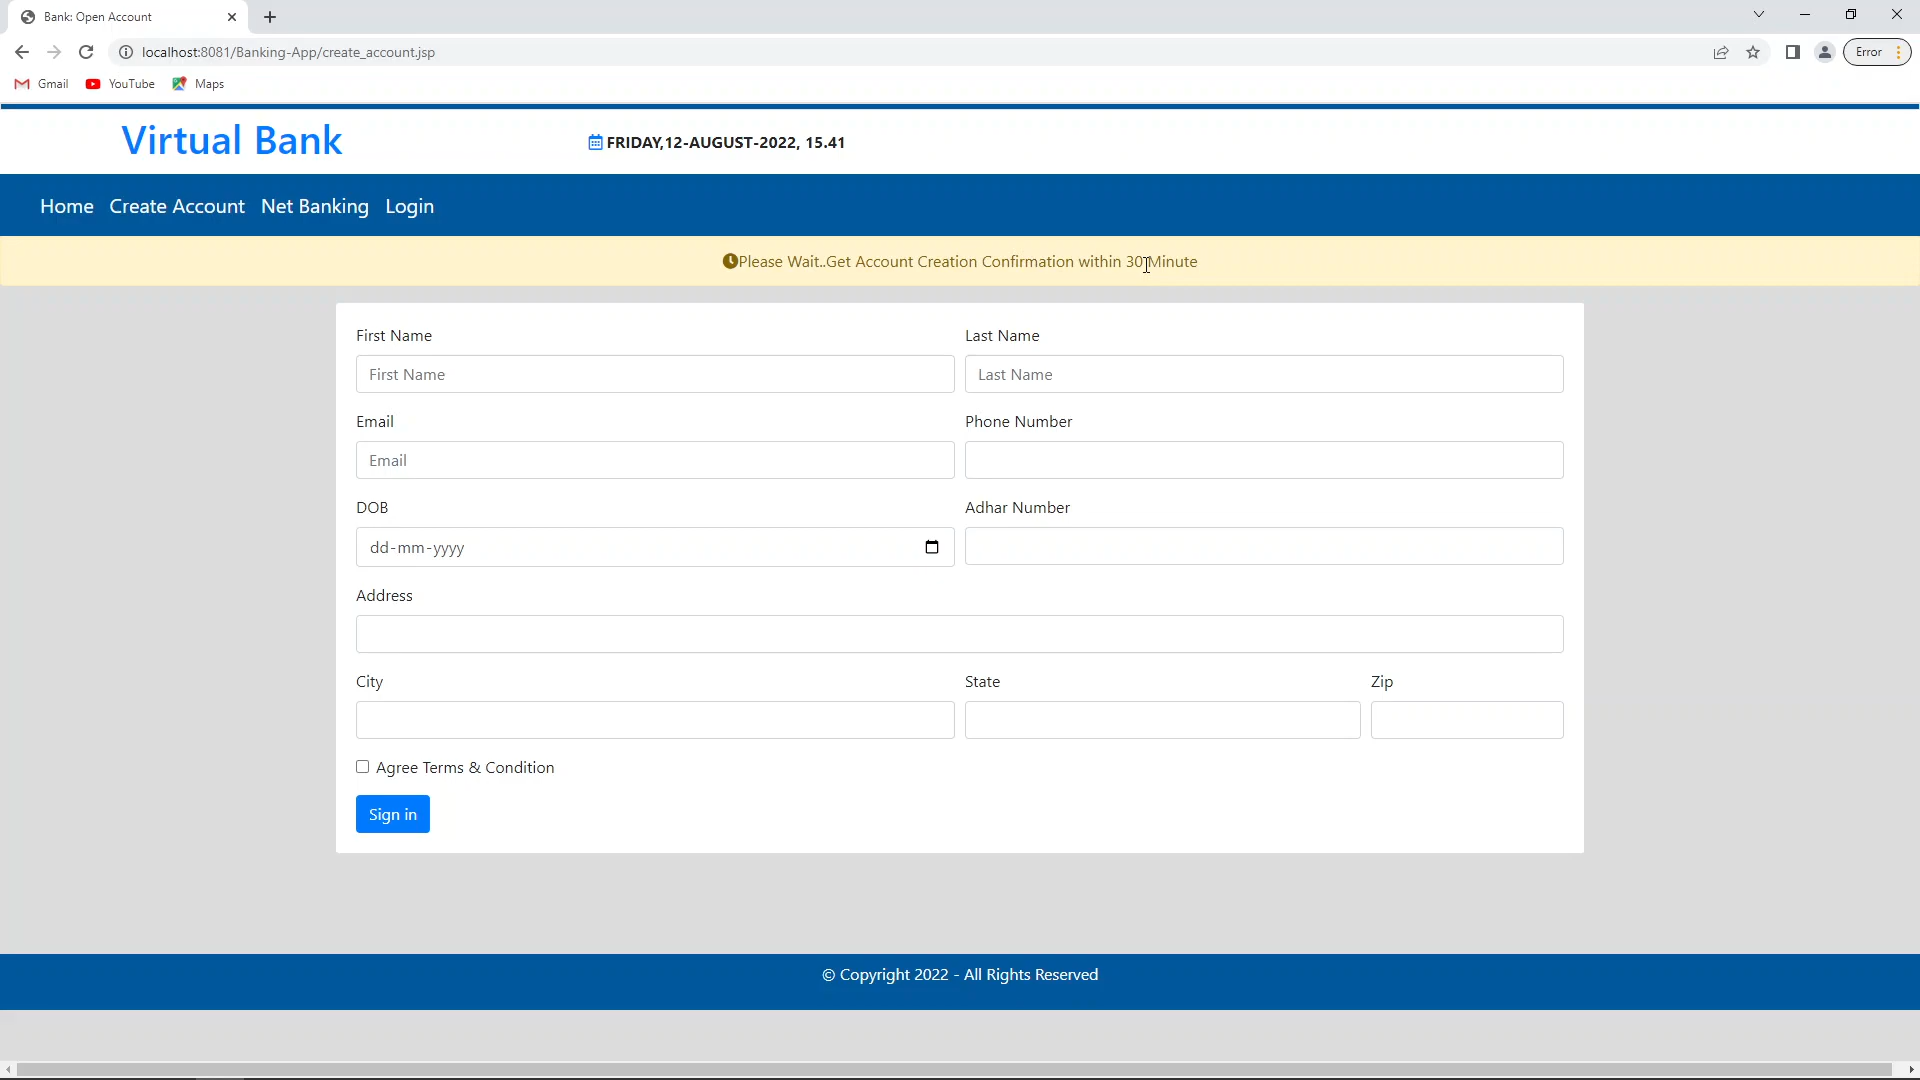 Bank: Open Account
localhost:8081/Banking-App/create_account.jsp
Error
Gmail YouTube Maps
Virtual Bank
FRIDAY,12-AUGUST-2022, 15.41
Home Create Account Net Banking Login
Please Wait..Get Account Creation Confirmation within 30 Minute
First Name Last Name
First Name Last Name
Email Phone Number
Email
DOB Adhar Number
dd-mm-yyyy
Address
City State Zip
Agree Terms & Condition
Sign in
© Copyright 2022 - All Rights Reserved